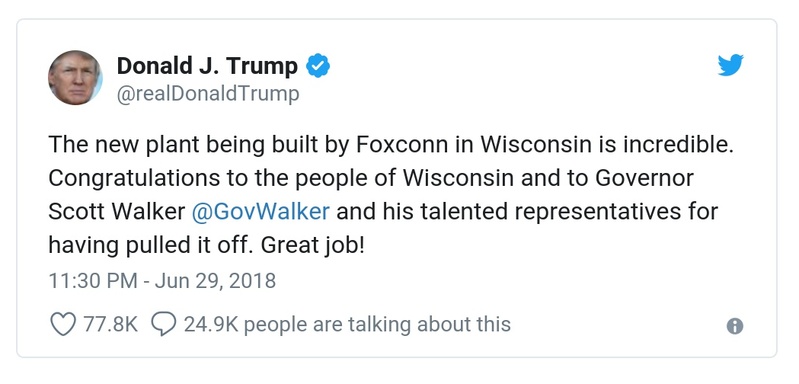 Donald J. Trump
@realDonaldTrump
The new plant being built by Foxconn in Wisconsin is incredible.
Congratulations to the people of Wisconsin and to Governor
Scott Walker @GovWalker and his talented representatives for
having pulled it off. Great job!
11:30 PM - Jun 29, 2018
77.8K 24.9K people are talking about this